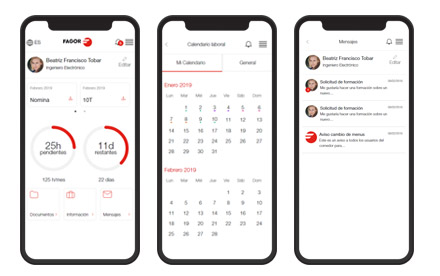 ES
FAGOR
Beatriz Francisco Tobar
Ingeniero Electrónico
Editar
Febrero 2019
Nomina
Febrero 2019
10T
25h
pendientes
11d
restantes
125 h/mes
22 días
Documentos
Información
Mensajes
Calendario laboral
Mi Calendario
General
Enero 2019
Lun Mar Mié Jue Vie Sáb Dom
1 2 3 4 5 6
7 8 9 10 11 12 13
14 15 16 17 18 19 20
21 22 23 24 25 26 27
28 29 30 31
Febrero 2019
Lun Mar Mié Jue Vie Sáb Dom
1 2 3
4 5 6 7 8 9 10
11 12 13 14 15 16 17
18 19 20 21 22 23 24
25 26 27 28
Mensajes
Beatriz Francisco Tobar
Ingeniero Electrónico
Editar
Solicitud de formación
Me gustaría hacer una formación sobre un
nuevo...
Solicitud de formación
Me gustaría hacer una formación sobre un
nuevo...
Aviso cambio de menus
Este es un aviso a todos los usuarios del
comedor para...